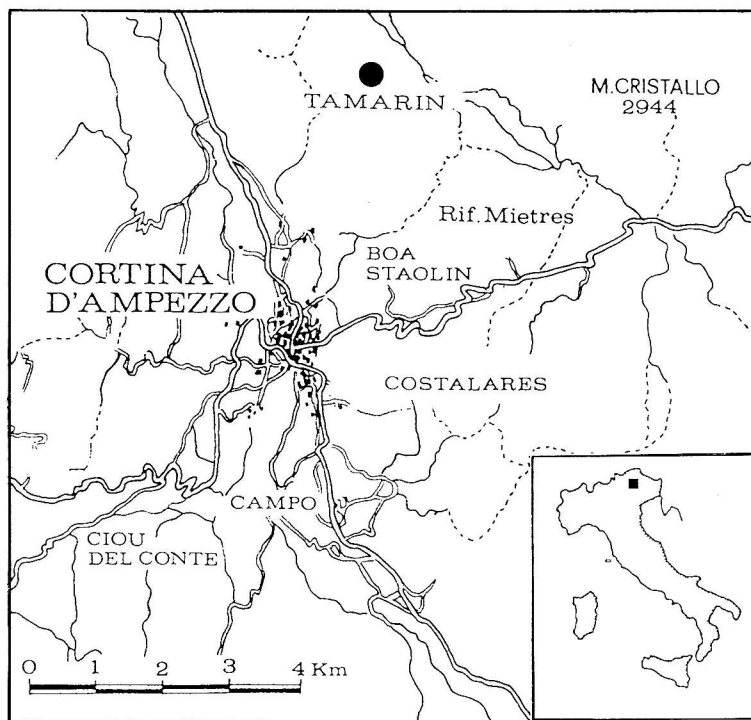 TAMARIN
M.CRISTALLO
2944
Rif. Mietres
BOA
STAOLIN
CORTINA
D'AMPEZZO
COSTALARES
CAMPO
CIOU
DEL CONTE
0 1 2 3 4 Km